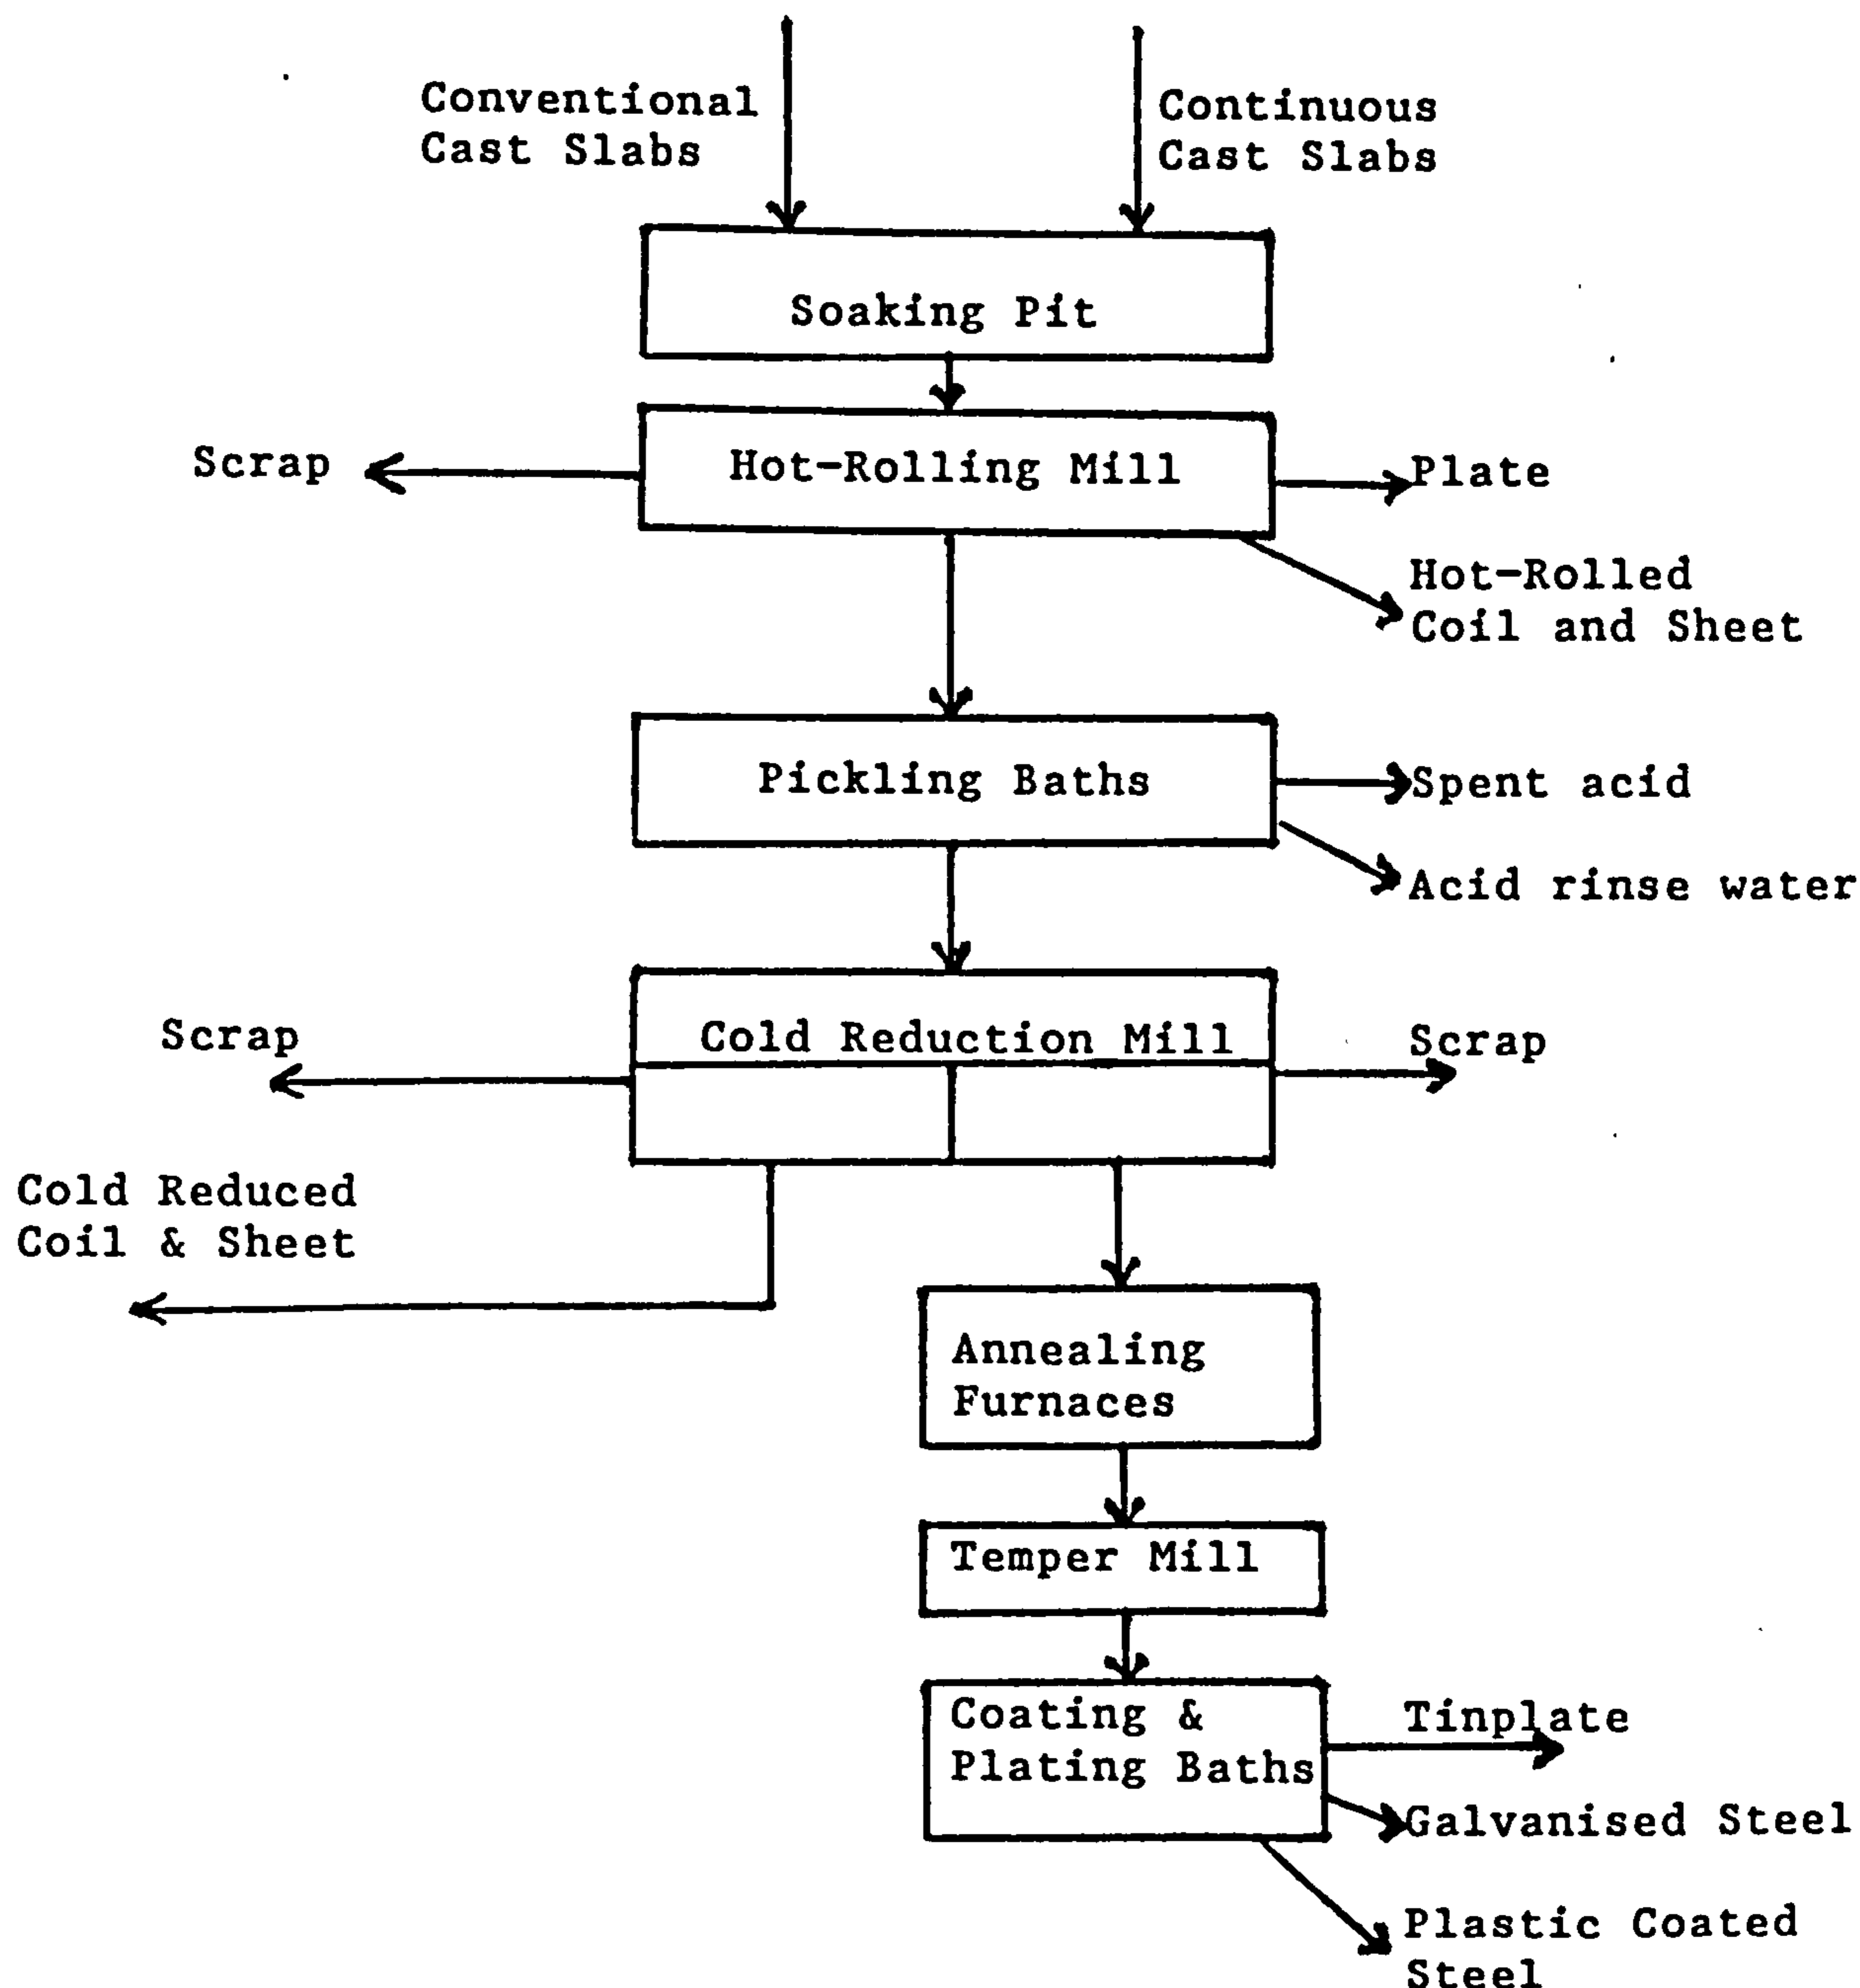 Conventional
Cast Slabs
Continuous
Cast Slabs
Soaking Pit
Scrap
Hot-Rolling Mill
Plate
Hot-Rolled
Coil and Sheet
Pickling Baths
Spent acid
Acid rinse water
Scrap
Cold Reduction Mill
Scrap
Cold Reduced
Coil & Sheet
Annealing
Furnaces
Temper Mill
Coating &
Plating Baths
Tinplate
Galvanised Steel
Plastic Coated
Steel